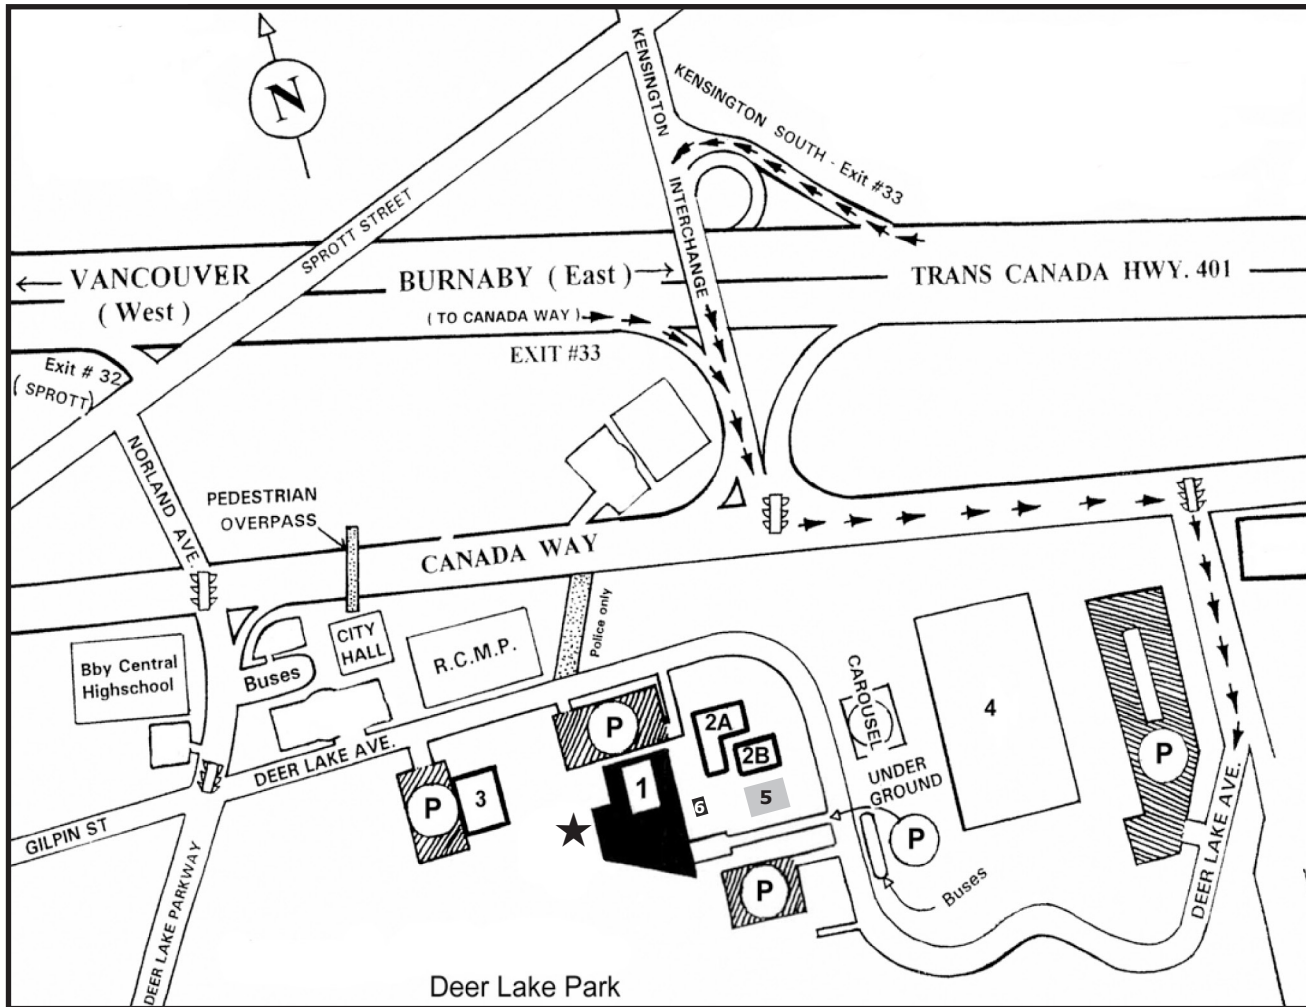 N
KENSINGTON
KENSINGTON SOUTH - Exit #33
INTERCHANGE
SPROTT STREET
VANCOUVER
(West)
BURNABY (East)
TRANS CANADA HWY. 401
(TO CANADA WAY)
EXIT #33
Exit # 32
(SPROTT)
NORLAND AVE.
PEDESTRIAN
OVERPASS
CANADA WAY
Police only
Bby Central
Highschool
Buses
CITY
HALL
R.C.M.P.
DEER LAKE AVE.
GILPIN ST
DEER LAKE PARKWAY
P
P
3
1
2A
2B
6
5
P
CAROUSEL
UNDER
GROUND
P
Buses
4
P
DEER LAKE AVE.
Deer Lake Park